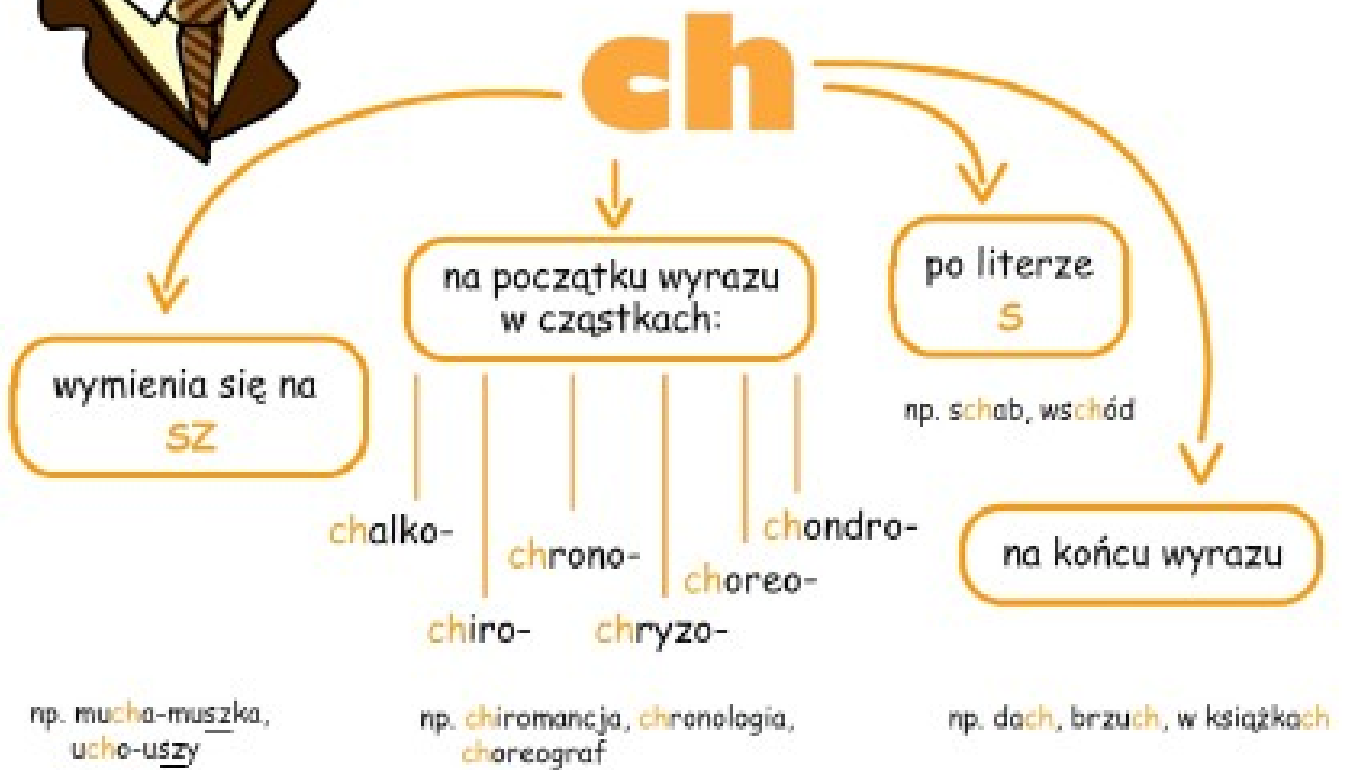 ch
wymienia się na
sz
np. mucha-muszka,
ucho-uszy
na początku wyrazu
w cząstkach:
chalko-
chiro-
chrono-
chryzo-
choreo-
chondro-
np. chiromancja, chronologia,
choreograf
po literze
s
np. schab, wschód
na końcu wyrazu
np. dach, brzuch, w książkach